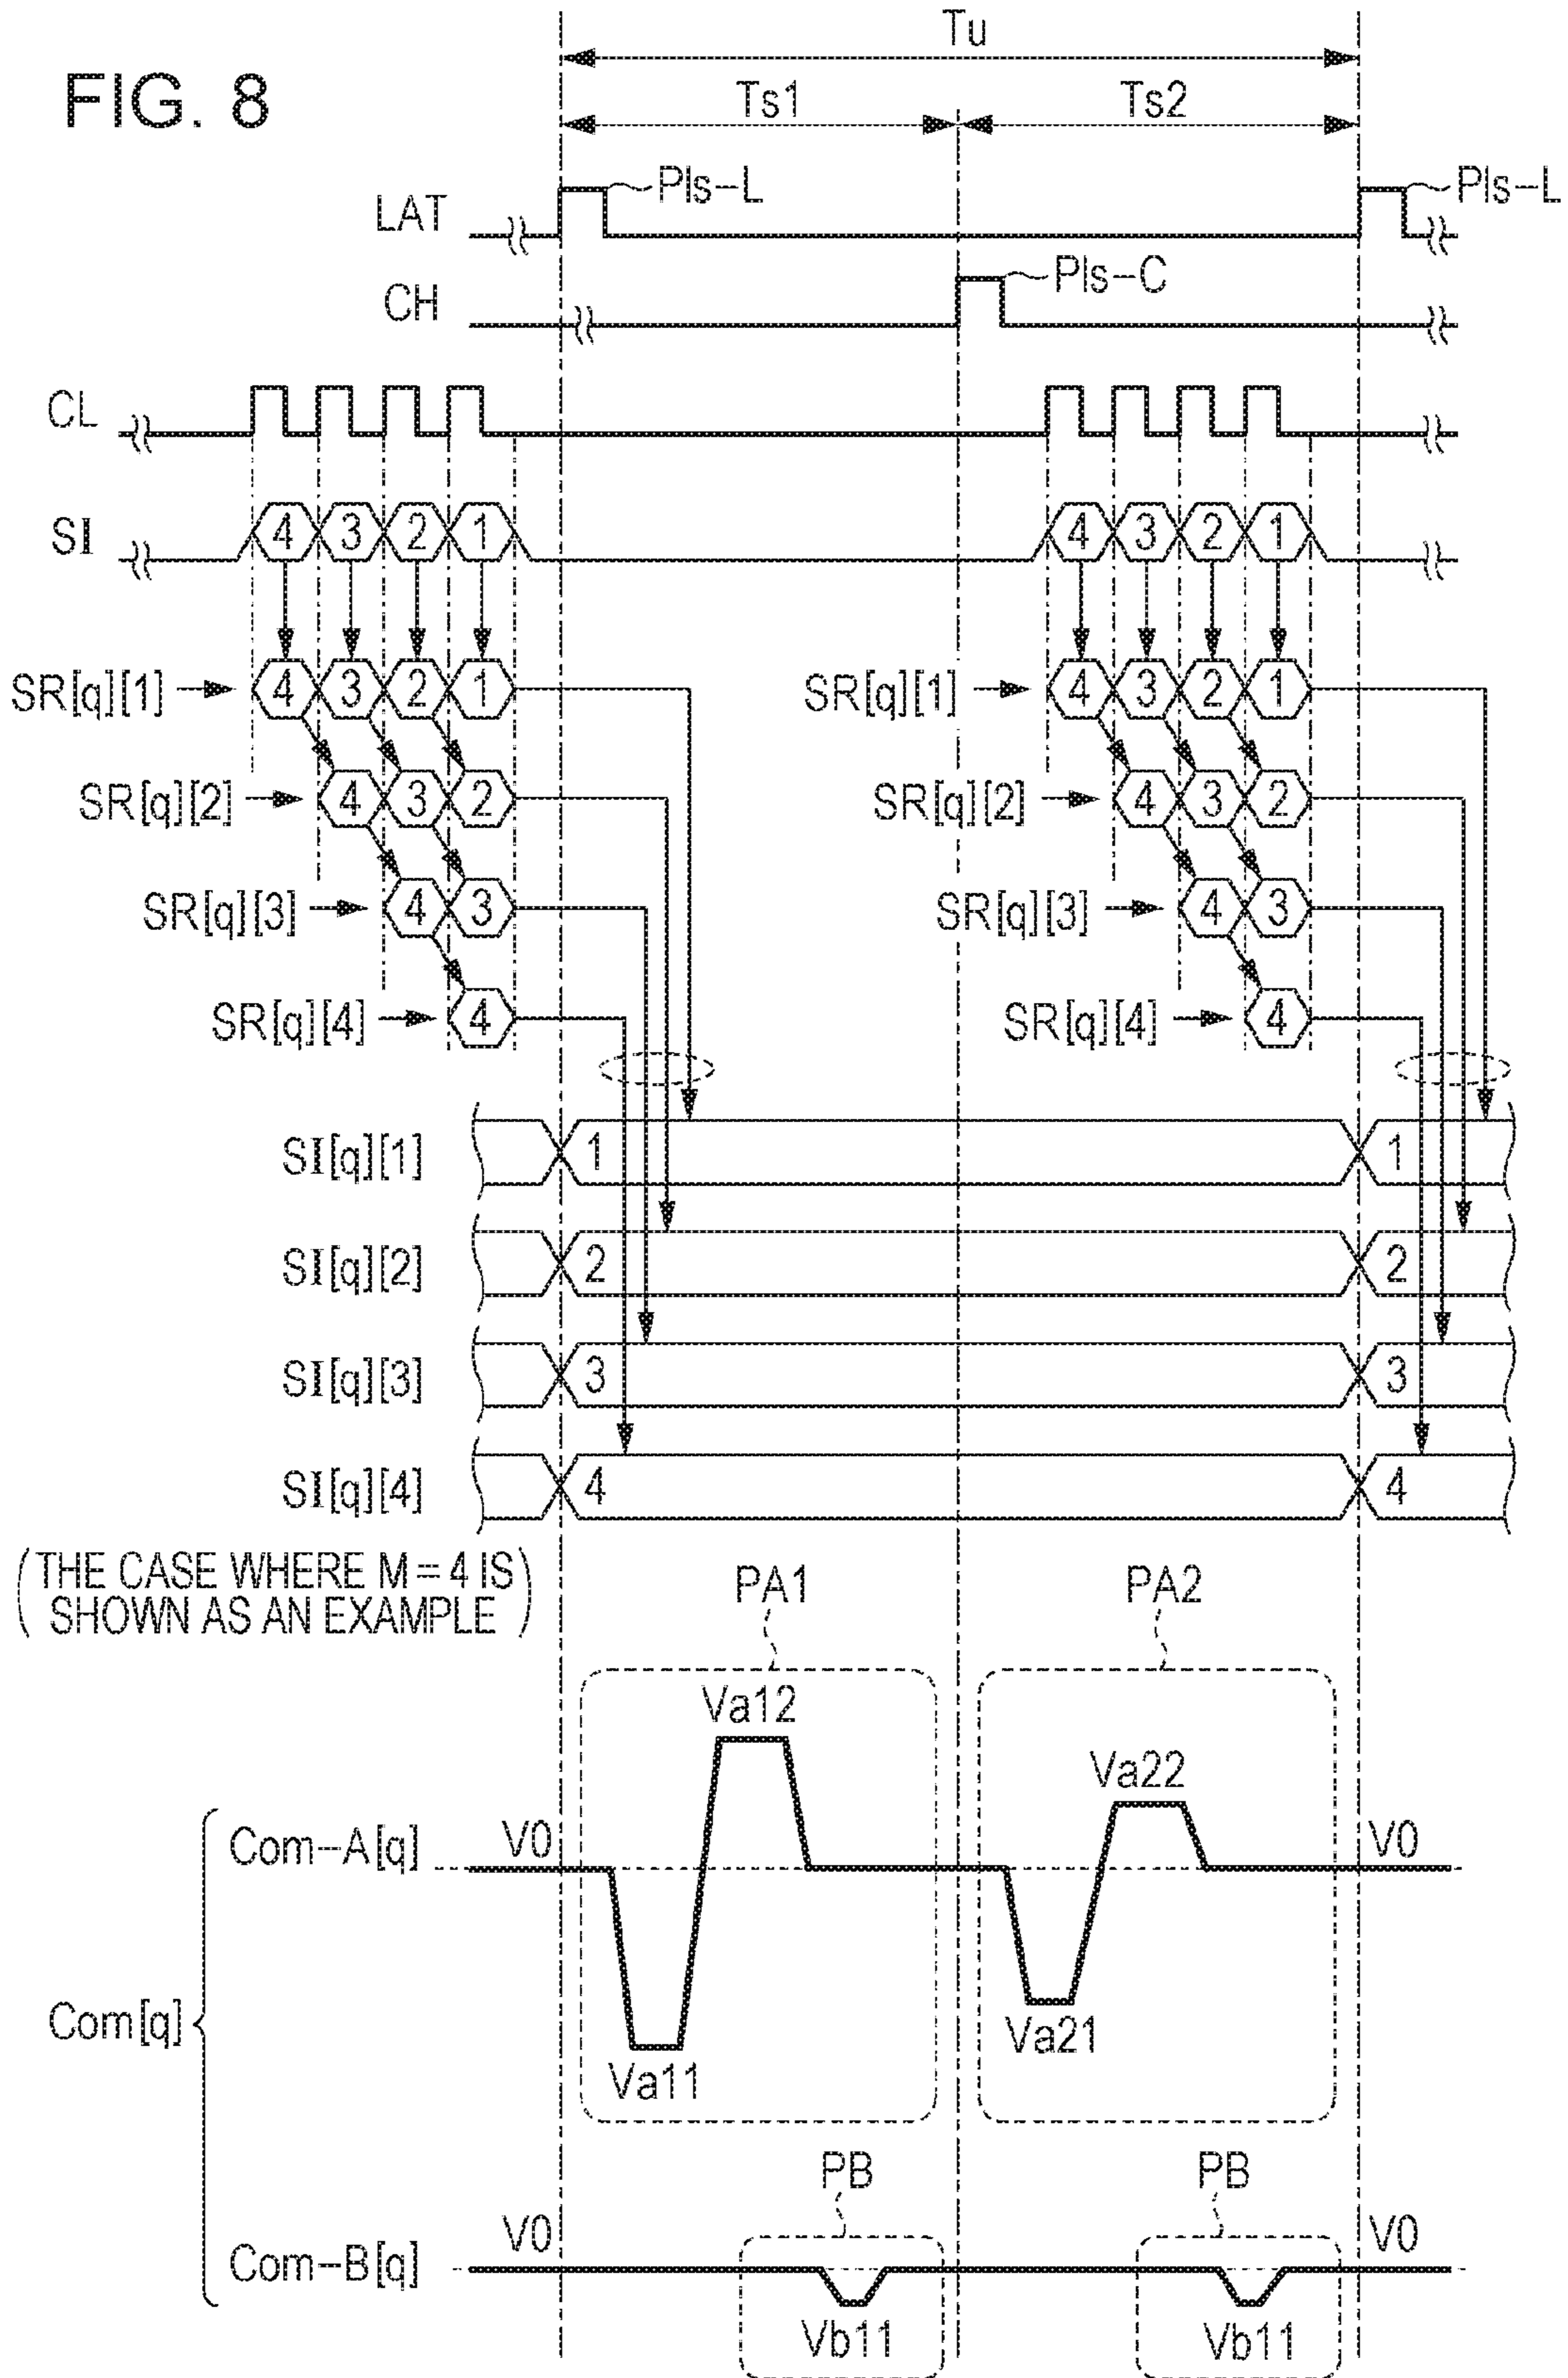 FIG. 8
Tu
Ts1 Ts2
LAT Pls-L Pls-L
CH Pls-C
CL
SI 4 3 2 1 4 3 2 1
SR[q][1] 4 3 2 1 SR[q][1] 4 3 2 1
SR[q][2] 4 3 2 SR[q][2] 4 3 2
SR[q][3] 4 3 SR[q][3] 4 3
SR[q][4] 4 SR[q][4] 4
SI[q][1] 1 1
SI[q][2] 2 2
SI[q][3] 3 3
SI[q][4] 4 4
(THE CASE WHERE M = 4 IS
SHOWN AS AN EXAMPLE)
PA1 PA2
Va12
Va22
Com-A[q] V0 V0
Com[q]
Va11 Va21
PB PB
Com-B[q] V0 V0
Vb11 Vb11